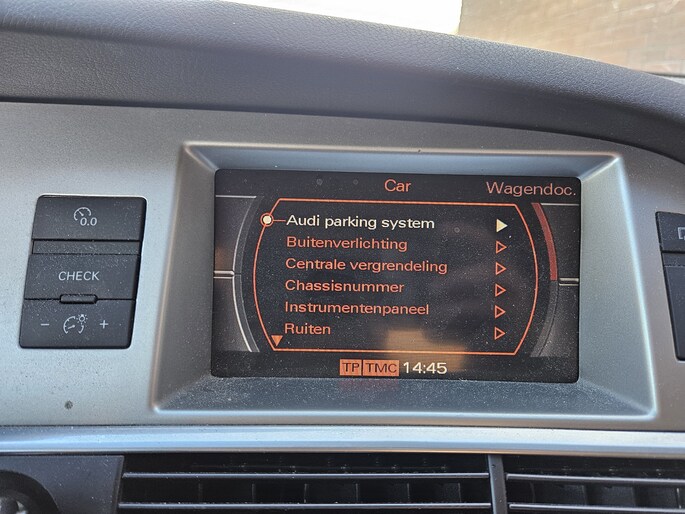 Car Wagendoc.
0.0
Audi parking system
Buitenverlichting
CHECK
Centrale vergrendeling
Chassisnummer
- +
Instrumentenpaneel
Ruiten
TP TMC 14:45